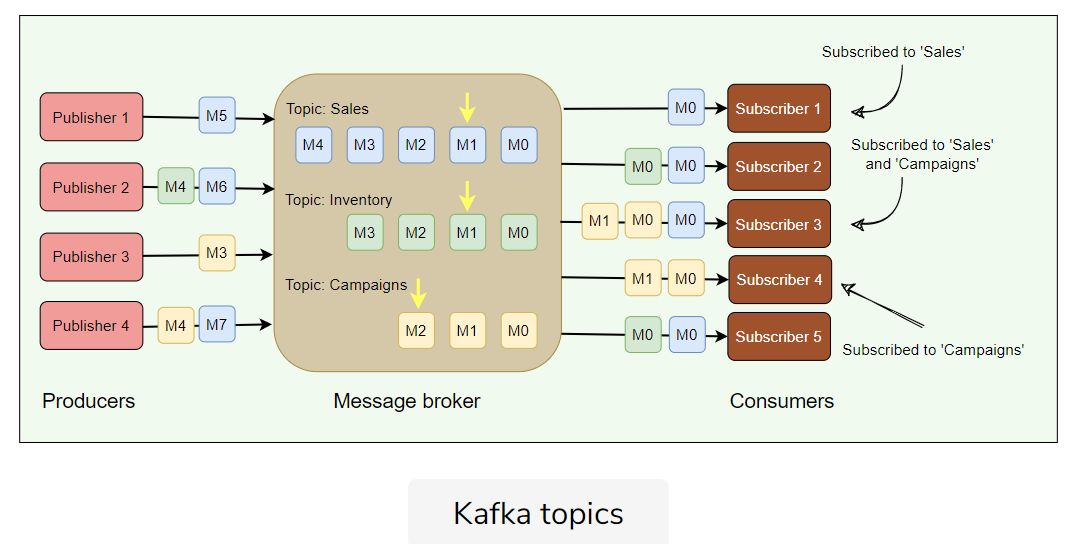 Subscribed to 'Sales'
Publisher 1
M5
Topic: Sales
M4 M3 M2 M1 M0
M0
Subscriber 1
Subscribed to 'Sales'
and 'Campaigns'
Publisher 2
M4 M6
Topic: Inventory
M3 M2 M1 M0
M0 M0
Subscriber 2
M1 M0 M0
Subscriber 3
Publisher 3
M3
Topic: Campaigns
M2 M1 M0
M1 M0
Subscriber 4
Publisher 4
M4 M7
M0 M0
Subscriber 5
Subscribed to 'Campaigns'
Producers
Message broker
Consumers
Kafka topics